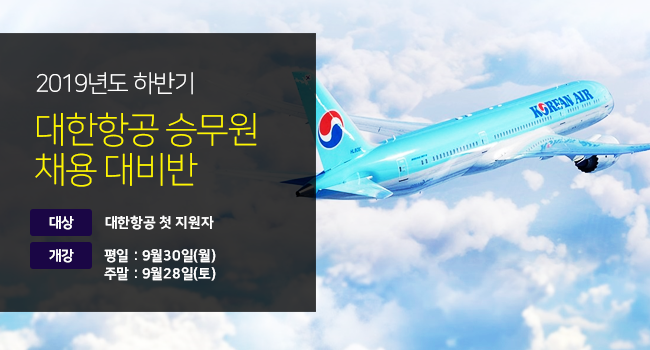 2019년도 하반기
대한항공 승무원
채용 대비반
대상 대한항공 첫 지원자
개강 평일 : 9월30일(월)
주말 : 9월28일(토)
KOREAN AIR